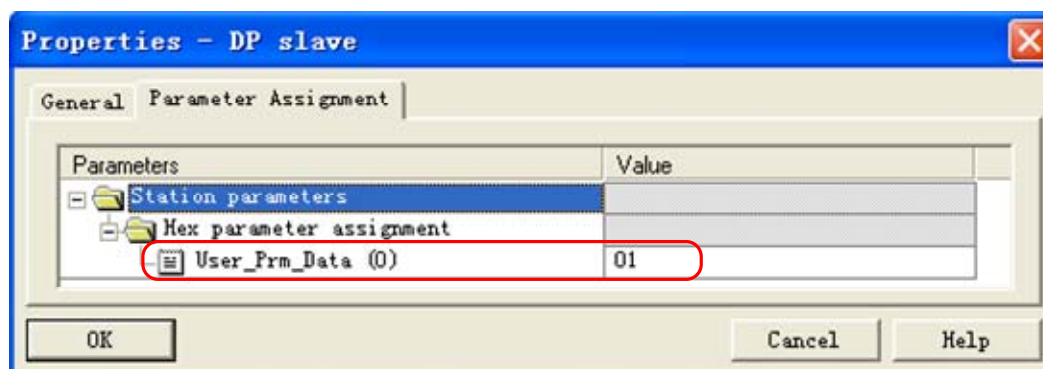 Properties - DP slave
General Parameter Assignment
Parameters Value
Station parameters
Hex parameter assignment
User_Prm_Data (0) 01
OK Cancel Help